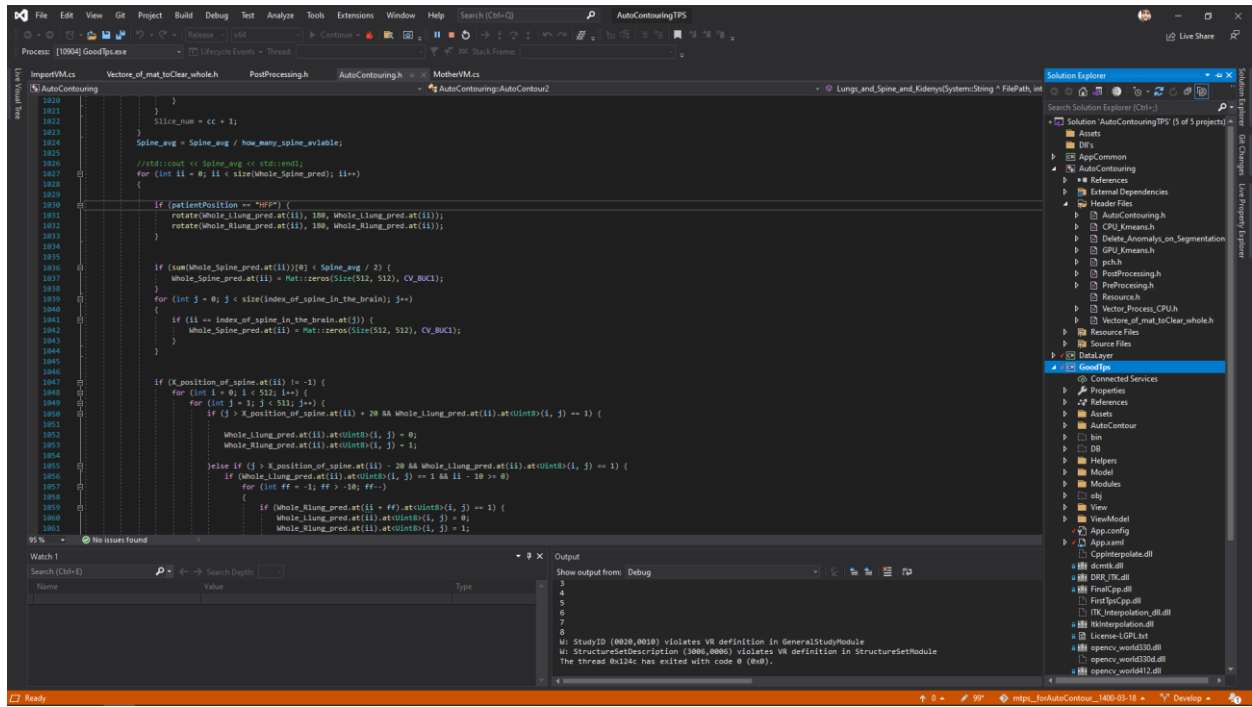 File Edit View Git Project Build Debug Test Analyze Tools Extensions Window Help Search (Ctrl+Q) AutoContouringTPS
Release x64 Continue Live Share
Process: [10904] GoodTps.exe Lifecycle Events Thread: Stack Frame:
ImportVM.cs Vectore_of_mat_toClear_whole.h PostProcessing.h AutoContouring.h MotherVM.cs
AutoContouring AutoContouring::AutoContour2 Lungs_and_Spine_and_Kidenys(System::String ^ FilePath, int
1020 }
1021 }
1022 Slice_num = cc + 1;
1023 }
1024 Spine_avg = Spine_avg / how_many_spine_avlable;
1025
1026 //std::cout << Spine_avg << std::endl;
1027 for (int ii = 0; ii < size(Whole_Spine_pred); ii++)
1028 {
1029
1030 if (patientPosition == "HFP") {
1031 rotate(Whole_Llung_pred.at(ii), 180, Whole_Llung_pred.at(ii));
1032 rotate(Whole_Rlung_pred.at(ii), 180, Whole_Rlung_pred.at(ii));
1033 }
1034
1035
1036 if (sum(Whole_Spine_pred.at(ii))[0] < Spine_avg / 2) {
1037 Whole_Spine_pred.at(ii) = Mat::zeros(Size(512, 512), CV_8UC1);
1038 }
1039 for (int j = 0; j < size(index_of_spine_in_the_brain); j++)
1040 {
1041 if (ii == index_of_spine_in_the_brain.at(j)) {
1042 Whole_Spine_pred.at(ii) = Mat::zeros(Size(512, 512), CV_8UC1);
1043 }
1044 }
1045
1046
1047 if (X_position_of_spine.at(ii) != -1) {
1048 for (int i = 0; i < 512; i++) {
1049 for (int j = 1; j < 511; j++) {
1050 if (j > X_position_of_spine.at(ii) + 20 && Whole_Llung_pred.at(ii).at<Uint8>(i, j) == 1) {
1051
1052 Whole_Llung_pred.at(ii).at<Uint8>(i, j) = 0;
1053 Whole_Rlung_pred.at(ii).at<Uint8>(i, j) = 1;
1054
1055 }else if (j > X_position_of_spine.at(ii) - 20 && Whole_Llung_pred.at(ii).at<Uint8>(i, j) == 1) {
1056 if (Whole_Llung_pred.at(ii).at<Uint8>(i, j) == 1 && ii - 10 >= 0)
1057 for (int ff = -1; ff > -10; ff--)
1058 {
1059 if (Whole_Rlung_pred.at(ii + ff).at<Uint8>(i, j) == 1) {
1060 Whole_Llung_pred.at(ii).at<Uint8>(i, j) = 0;
1061 Whole_Rlung_pred.at(ii).at<Uint8>(i, j) = 1;
95 % No issues found
Watch 1
Search (Ctrl+E) Search Depth:
Name Value Type
Output
Show output from: Debug
3
4
5
6
7
8
W: StudyID (0020,0010) violates VR definition in GeneralStudyModule
W: StructureSetDescription (3006,0006) violates VR definition in StructureSetModule
The thread 0x124c has exited with code 0 (0x0).
Solution Explorer
Search Solution Explorer (Ctrl+;)
Solution 'AutoContouringTPS' (5 of 5 projects)
Assets
Dll's
AppCommon
AutoContouring
References
External Dependencies
Header Files
AutoContouring.h
CPU_Kmeans.h
Delete_Anomalys_on_Segmentation
GPU_Kmeans.h
pch.h
PostProcessing.h
PreProcesing.h
Resource.h
Vector_Process_CPU.h
Vectore_of_mat_toClear_whole.h
Resource Files
Source Files
DataLayer
GoodTps
Connected Services
Properties
References
Assets
AutoContour
bin
DB
Helpers
Model
Modules
obj
View
ViewModel
App.config
App.xaml
CppInterpolate.dll
dcmtk.dll
DRR_ITK.dll
FinalCpp.dll
FirstTpsCpp.dll
ITK_Interpolation_dll.dll
ItkInterpolation.dll
License-LGPL.txt
opencv_world330.dll
opencv_world330d.dll
opencv_world412.dll
Live Visual Tree
Solution Explorer
Git Changes
Live Property Explorer
Ready 0 99+ mtps_forAutoContour_1400-03-18 Develop